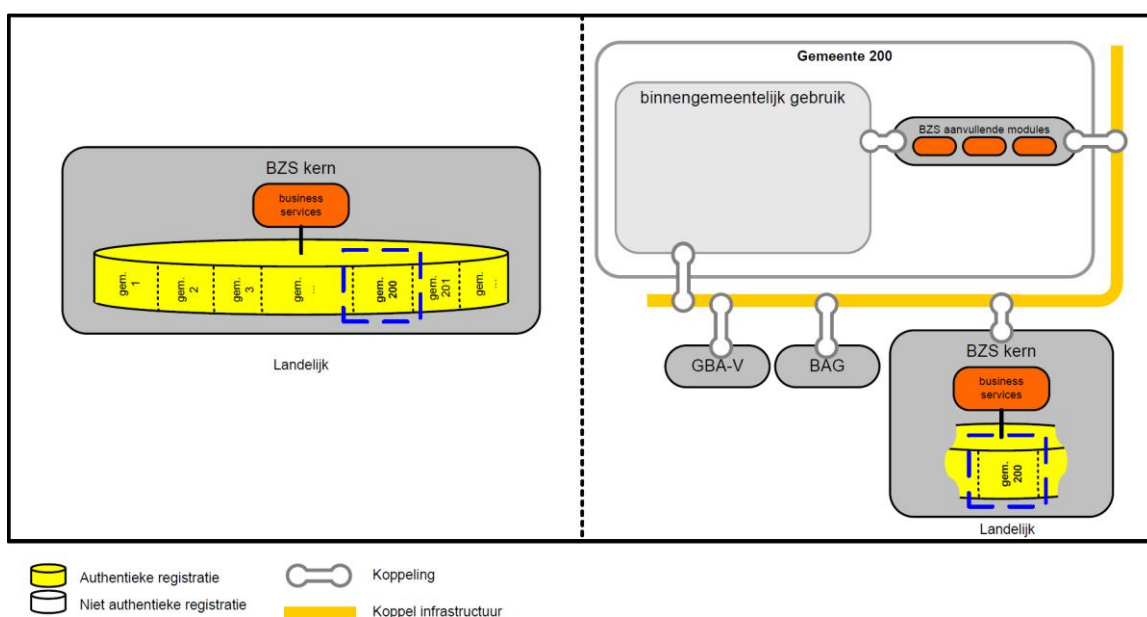 BZS kern
business
services
gem.
1
gem.
2
gem.
3
gem.
...
gem.
200
gem.
201
gem.
...
Landelijk
Gemeente 200
binnengemeentelijk gebruik
BZS aanvullende modules
GBA-V
BAG
BZS kern
business
services
gem.
200
Landelijk
Authentieke registratie
Niet authentieke registratie
Koppeling
Koppel infrastructuur